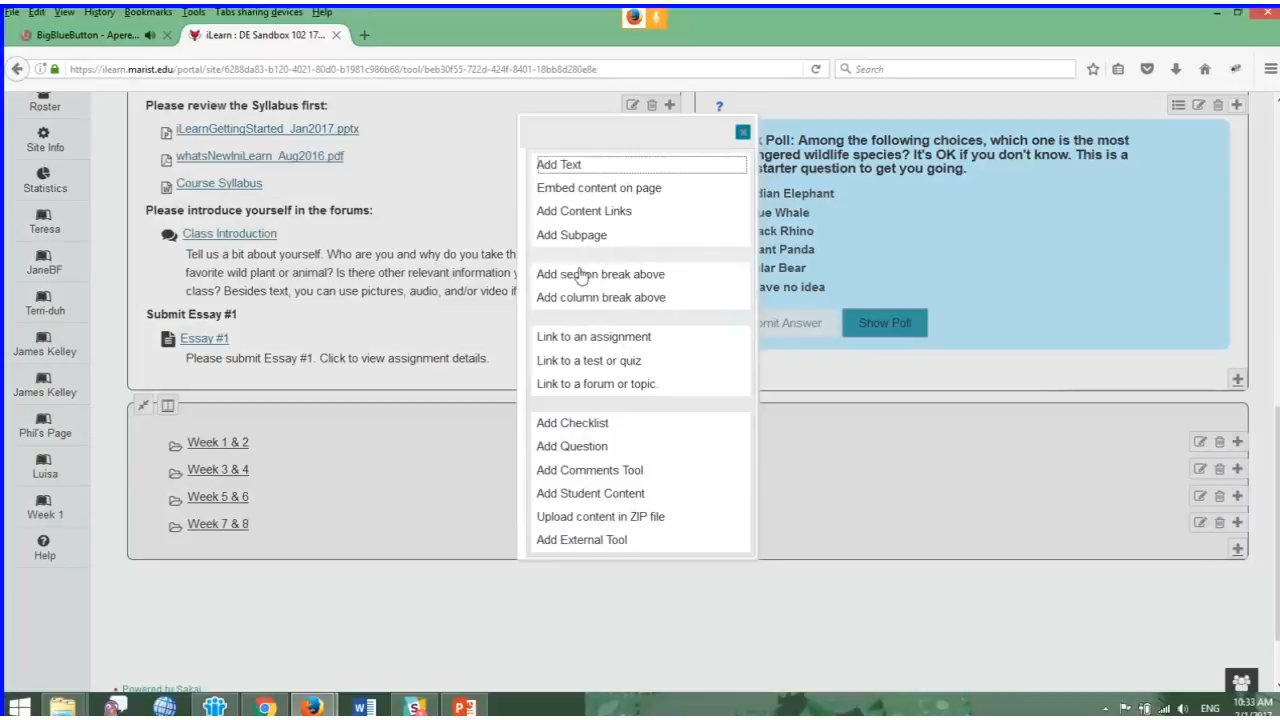 File Edit View History Bookmarks Tools Tabs sharing devices Help
BigBlueButton - Apere...
iLearn : DE Sandbox 102 17...
https://ilearn.marist.edu/portal/site/6288da83-b120-4021-80d0-b1981c986b68/tool/beb30f55-722d-424f-8401-18bb8d280e8e
Search
Roster
Site Info
Statistics
Teresa
JaneBF
Terri-duh
James Kelley
James Kelley
Phil's Page
Luisa
Week 1
Help
Please review the Syllabus first:
iLearnGettingStarted_Jan2017.pptx
whatsNewIniLearn_Aug2016.pdf
Course Syllabus
Please introduce yourself in the forums:
Class Introduction
Tell us a bit about yourself. Who are you and why do you take th
favorite wild plant or animal? Is there other relevant information y
class? Besides text, you can use pictures, audio, and/or video if
Submit Essay #1
Essay #1
Please submit Essay #1. Click to view assignment details.
Week 1 & 2
Week 3 & 4
Week 5 & 6
Week 7 & 8
Add Text
Embed content on page
Add Content Links
Add Subpage
Add section break above
Add column break above
Link to an assignment
Link to a test or quiz
Link to a forum or topic.
Add Checklist
Add Question
Add Comments Tool
Add Student Content
Upload content in ZIP file
Add External Tool
?
k Poll: Among the following choices, which one is the most
ngered wildlife species? It's OK if you don't know. This is a
starter question to get you going.
dian Elephant
ue Whale
ack Rhino
ant Panda
lar Bear
ave no idea
mit Answer
Show Poll
Powered by Sakai
ENG
10:33 AM
2/1/2017